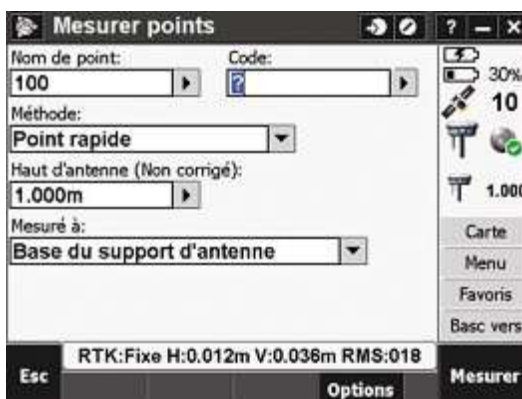 Mesurer points
? – X
Nom de point:
Code:
100
?
30%
10
Méthode:
Point rapide
Haut d'antenne (Non corrigé):
1.000m
1.000
Mesuré à:
Base du support d'antenne
Carte
Menu
Favoris
Basc vers
RTK:Fixe H:0.012m V:0.036m RMS:018
Esc
Options
Mesurer